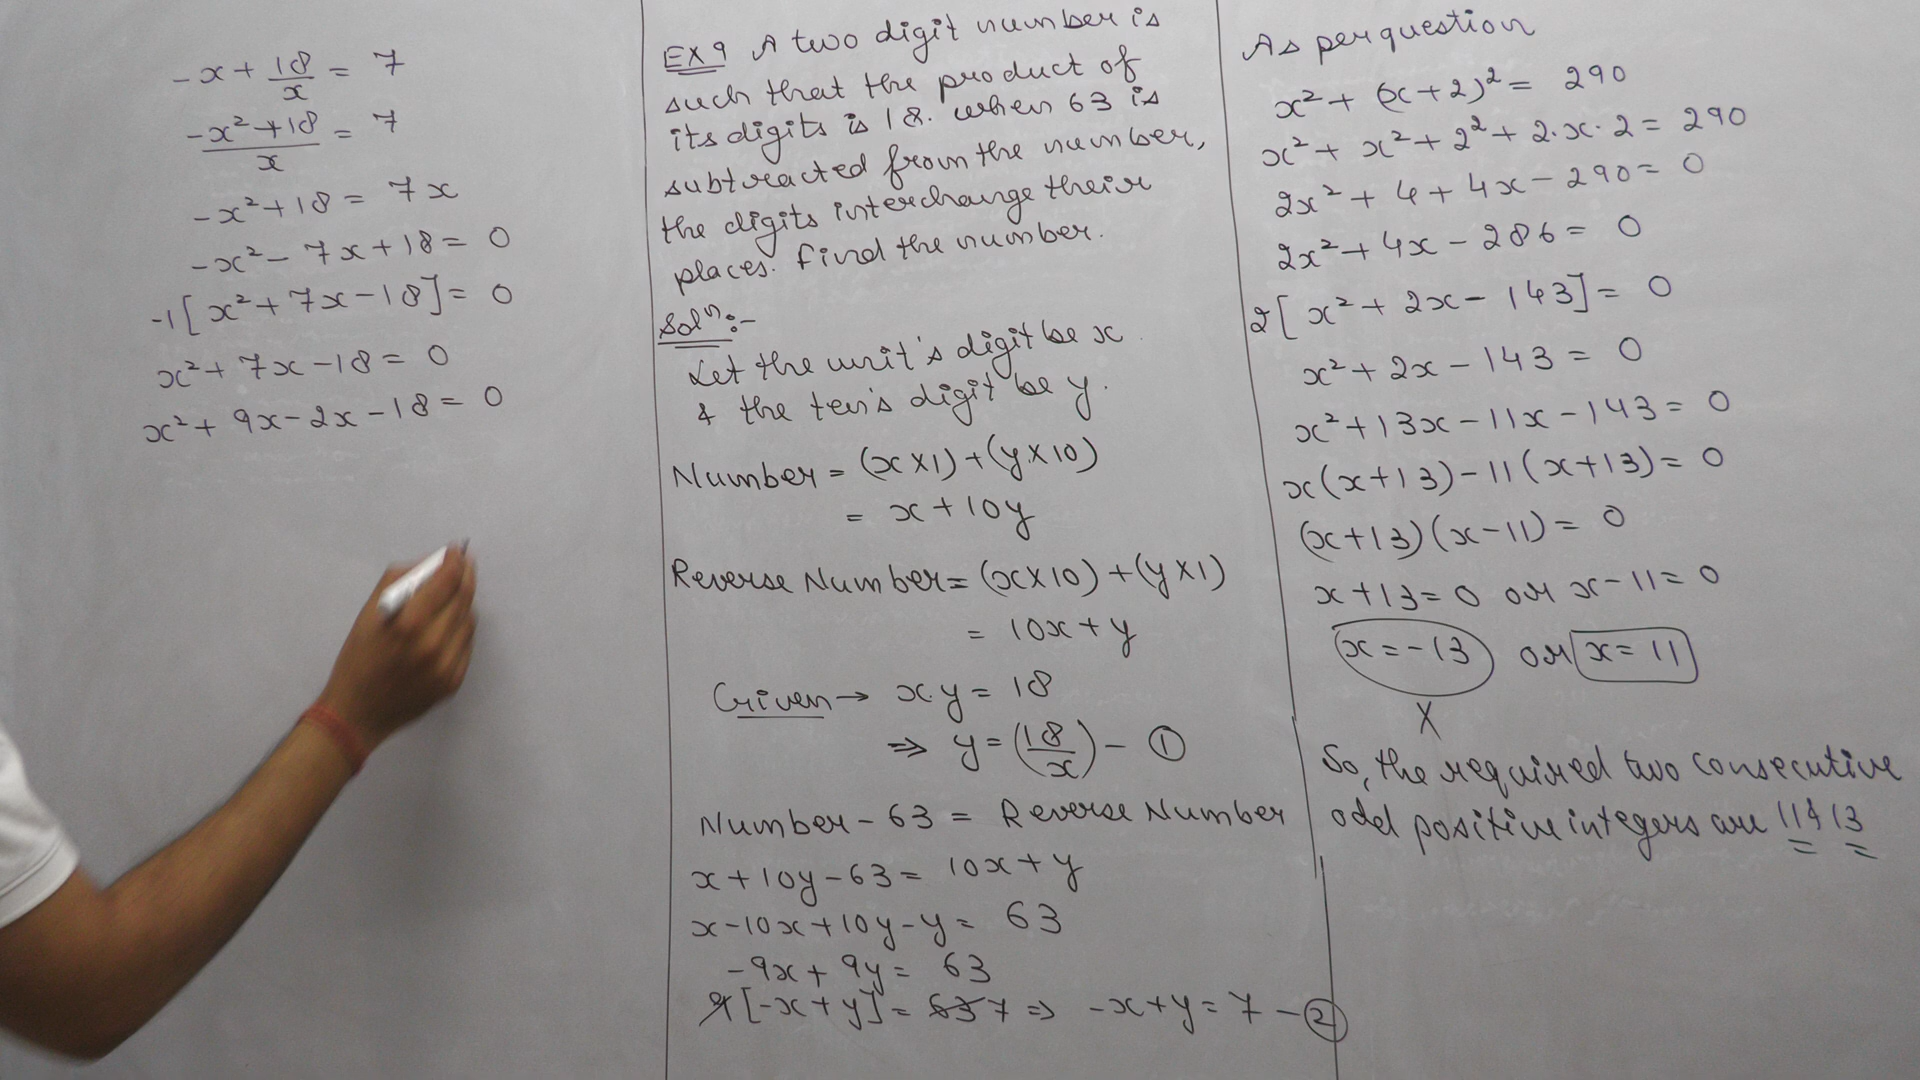 -x + 18/x = 7
(-x² + 18)/x = 7
-x² + 18 = 7x
-x² - 7x + 18 = 0
-1[x² + 7x - 18] = 0
x² + 7x - 18 = 0
x² + 9x - 2x - 18 = 0
EX 9 A two digit number is
such that the product of
its digits is 18. when 63 is
subtracted from the number,
the digits interchange their
places. Find the number.
Solⁿ:-
Let the unit's digit be x
& the ten's digit be y.
Number = (x×1)+(y×10)
= x + 10y
Reverse Number = (x×10)+(y×1)
= 10x + y
Given → x.y = 18
⇒ y = (18/x) - ①
Number - 63 = Reverse Number
x + 10y - 63 = 10x + y
x - 10x + 10y - y = 63
-9x + 9y = 63
9[-x + y] = 63 7 ⇒ -x + y = 7 - ②
As per question
x² + (x+2)² = 290
x² + x² + 2² + 2.x.2 = 290
2x² + 4 + 4x - 290 = 0
2x² + 4x - 286 = 0
2[x² + 2x - 143] = 0
x² + 2x - 143 = 0
x² + 13x - 11x - 143 = 0
x(x+13) - 11(x+13) = 0
(x+13)(x-11) = 0
x+13 = 0 or x-11 = 0
x = -13 or x = 11
X
So, the required two consecutive
odd positive integers are 11 & 13